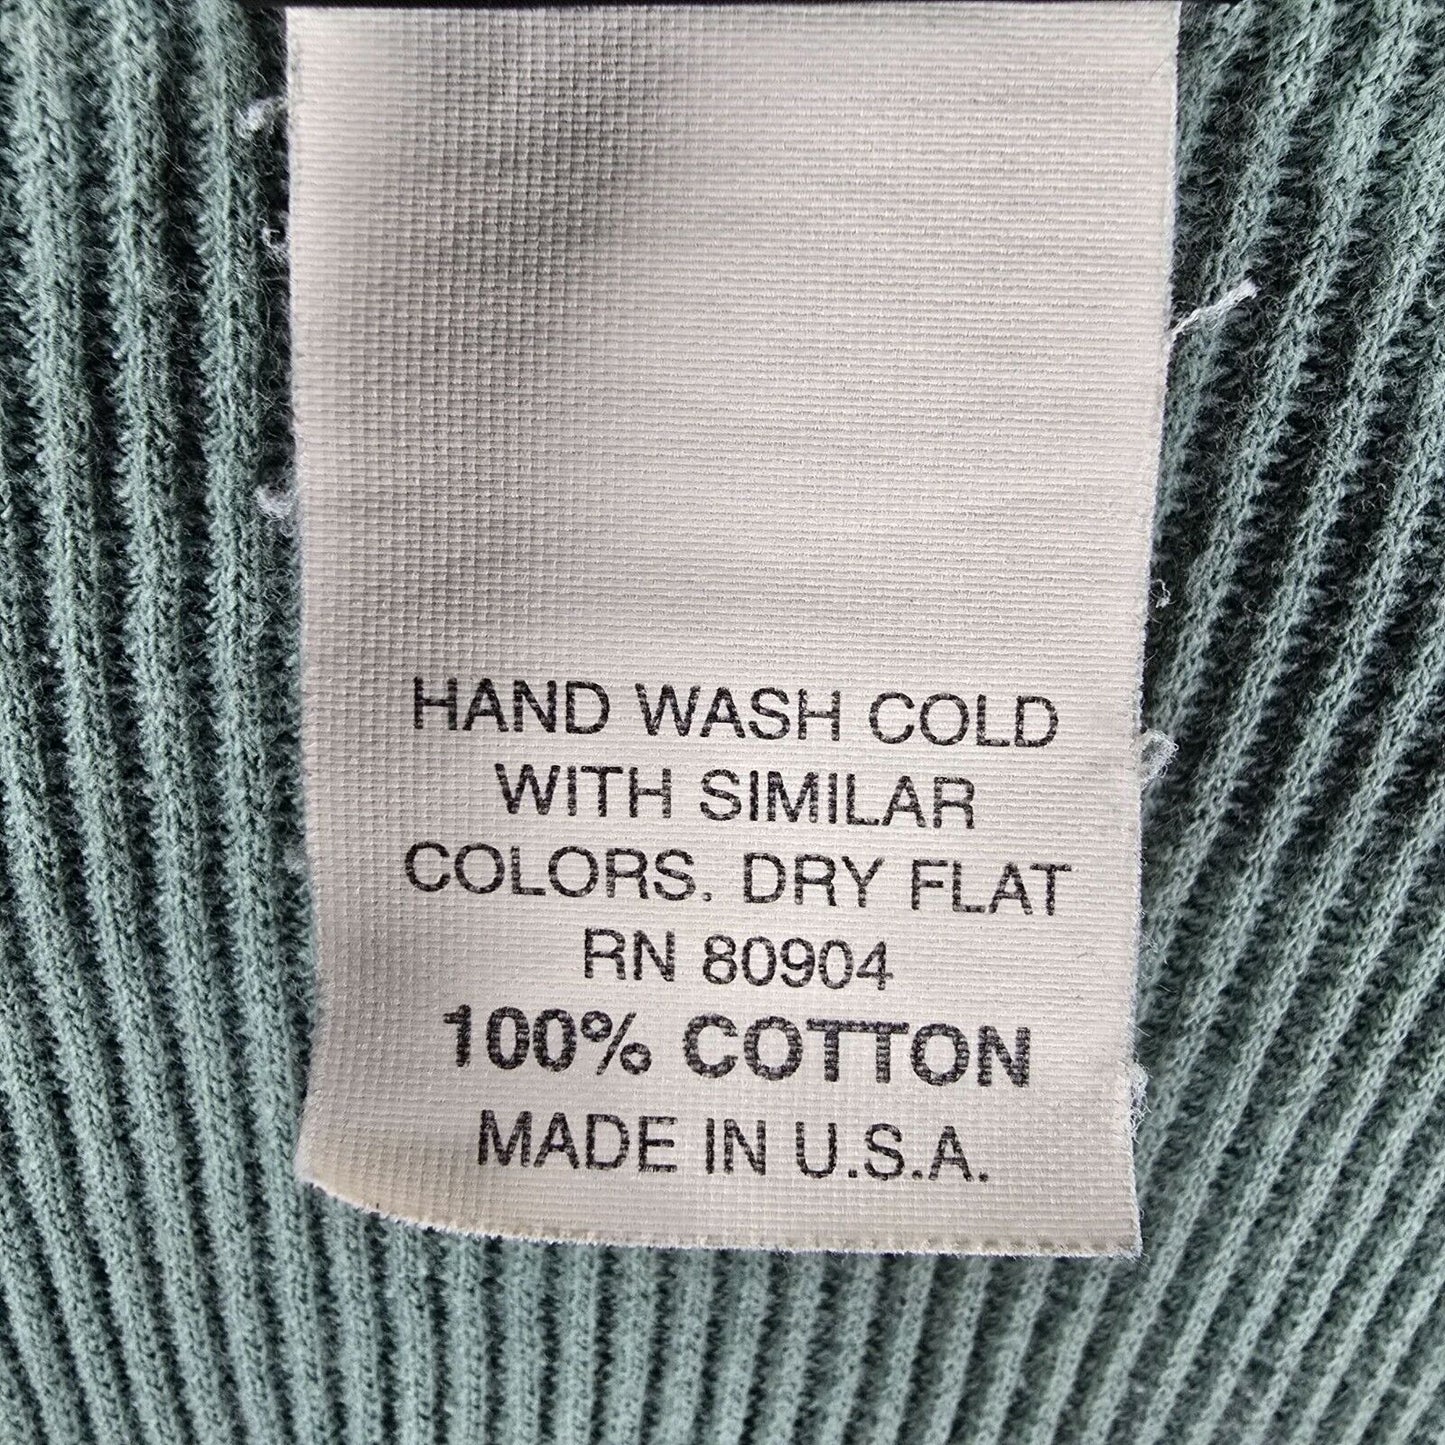 HAND WASH COLD
WITH SIMILAR
COLORS. DRY FLAT
RN 80904
100% COTTON
MADE IN U.S.A.